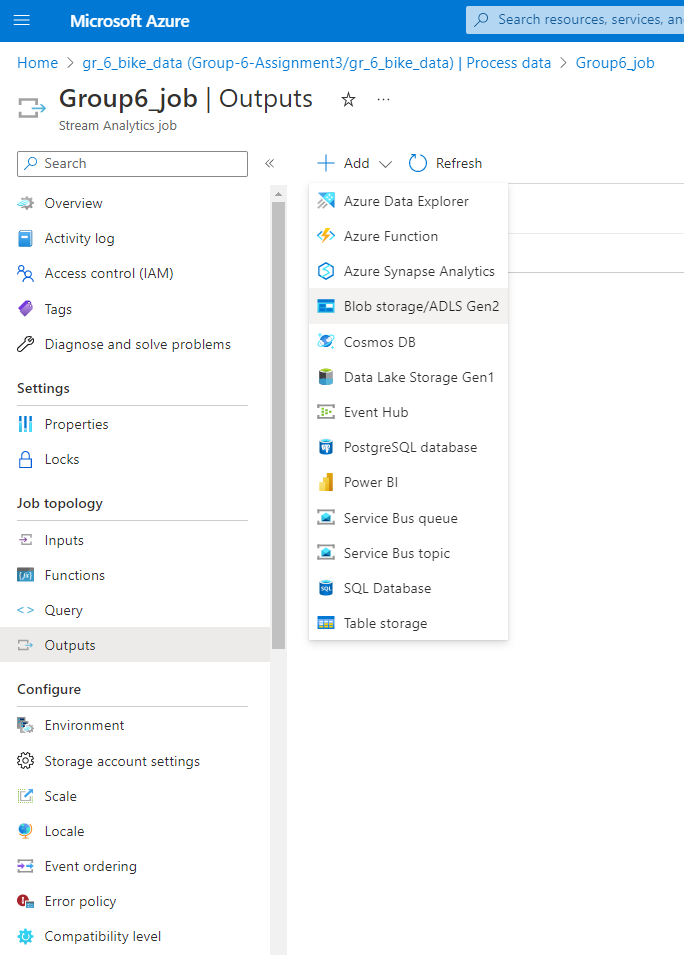 Microsoft Azure
Search resources, services, an
Home > gr_6_bike_data (Group-6-Assignment3/gr_6_bike_data) | Process data > Group6_job
Group6_job | Outputs
Stream Analytics job
Search
Add
Refresh
Overview
Activity log
Access control (IAM)
Tags
Diagnose and solve problems
Settings
Properties
Locks
Job topology
Inputs
Functions
Query
Outputs
Configure
Environment
Storage account settings
Scale
Locale
Event ordering
Error policy
Compatibility level
Azure Data Explorer
Azure Function
Azure Synapse Analytics
Blob storage/ADLS Gen2
Cosmos DB
Data Lake Storage Gen1
Event Hub
PostgreSQL database
Power BI
Service Bus queue
Service Bus topic
SQL Database
Table storage